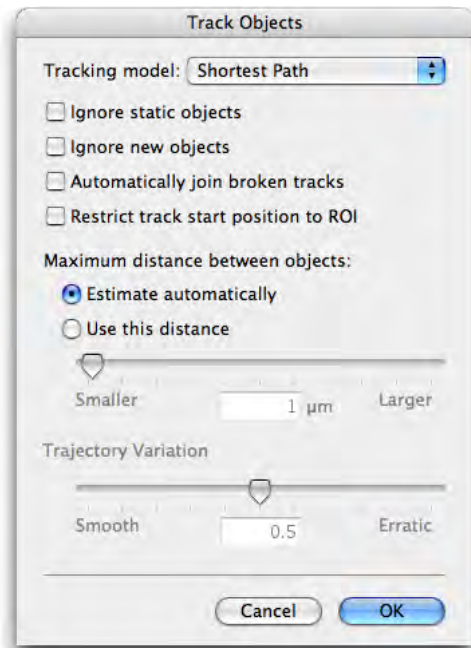 Track Objects
Tracking model: Shortest Path
Ignore static objects
Ignore new objects
Automatically join broken tracks
Restrict track start position to ROI
Maximum distance between objects:
Estimate automatically
Use this distance
Smaller 1 µm Larger
Trajectory Variation
Smooth 0.5 Erratic
Cancel OK